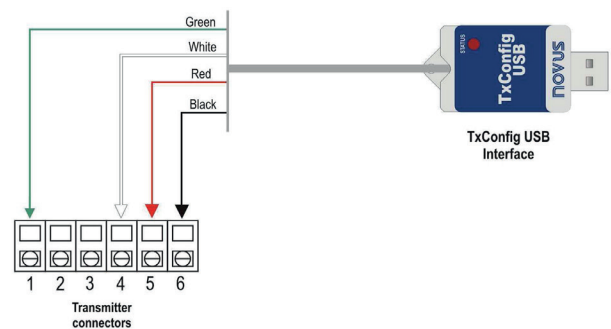 Green
White
Red
Black
STATUS
TxConfig
USB
novus
TxConfig USB
Interface
1 2 3 4 5 6
Transmitter
connectors